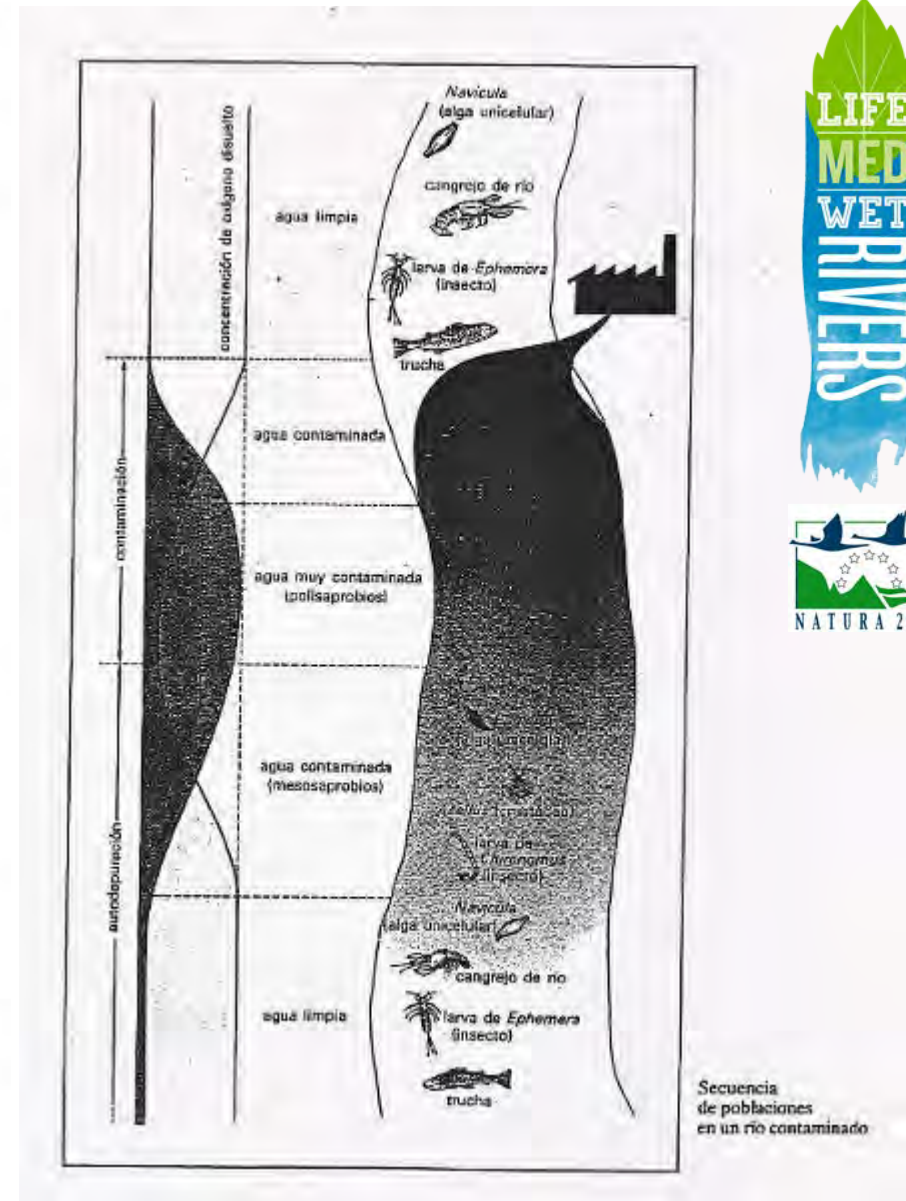 Navicula
(alga unicelular)
concentración de oxígeno disuelto
agua limpia
cangrejo de río
larva de Ephemera
(insecto)
trucha
contaminación
agua contaminada
agua muy contaminada
(polisaprobios)
agua contaminada
(mesosaprobios)
larva de
Chironomus
(insecto)
autodepuración
Navicula
(alga unicelular)
cangrejo de rio
agua limpia
larva de Ephemera
(insecto)
trucha
Secuencia
de poblaciones
en un río contaminado
LIFE
MED
WET
RIVERS
NATURA 2